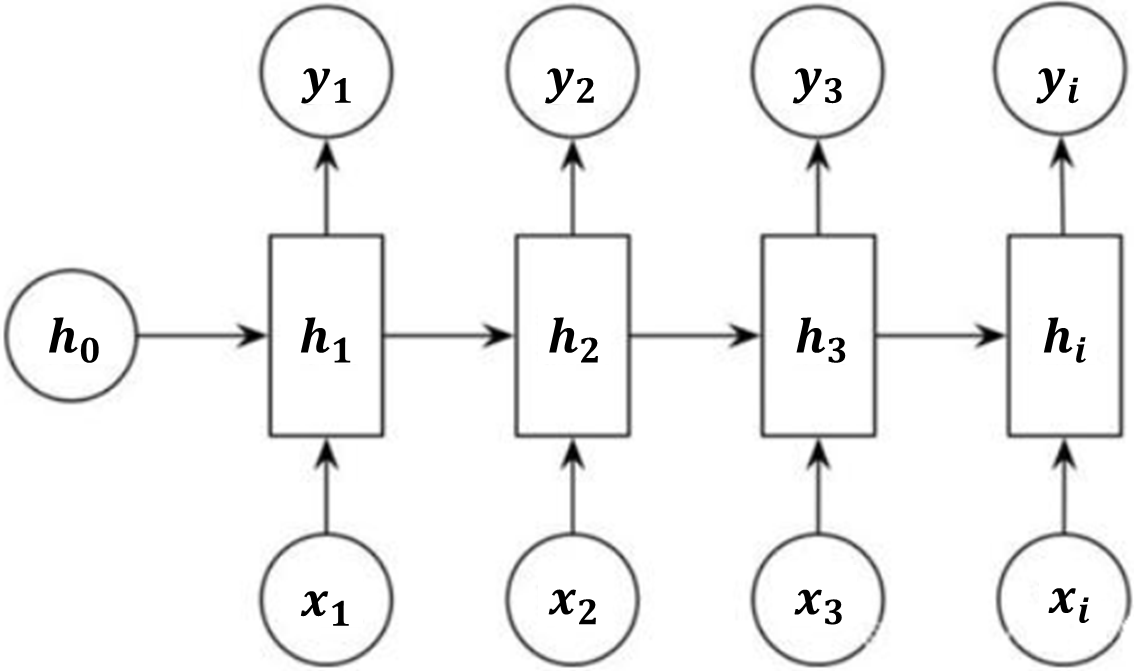 y₁ y₂ y₃ yᵢ
h₀ h₁ h₂ h₃ hᵢ
x₁ x₂ x₃ xᵢ